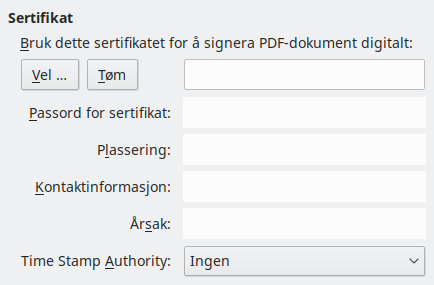 Sertifikat
Bruk dette sertifikatet for å signera PDF-dokument digitalt:
Vel ... Tøm
Passord for sertifikat:
Plassering:
Kontaktinformasjon:
Årsak:
Time Stamp Authority: Ingen